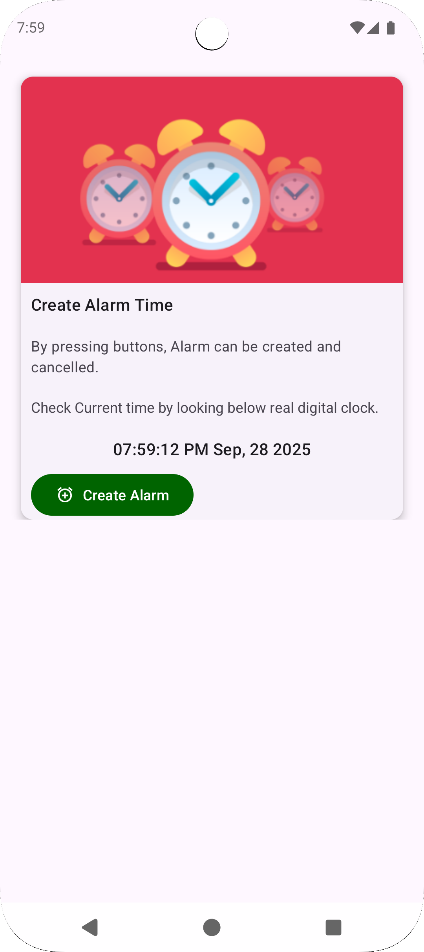 7:59
Create Alarm Time
By pressing buttons, Alarm can be created and
cancelled.
Check Current time by looking below real digital clock.
07:59:12 PM Sep, 28 2025
Create Alarm